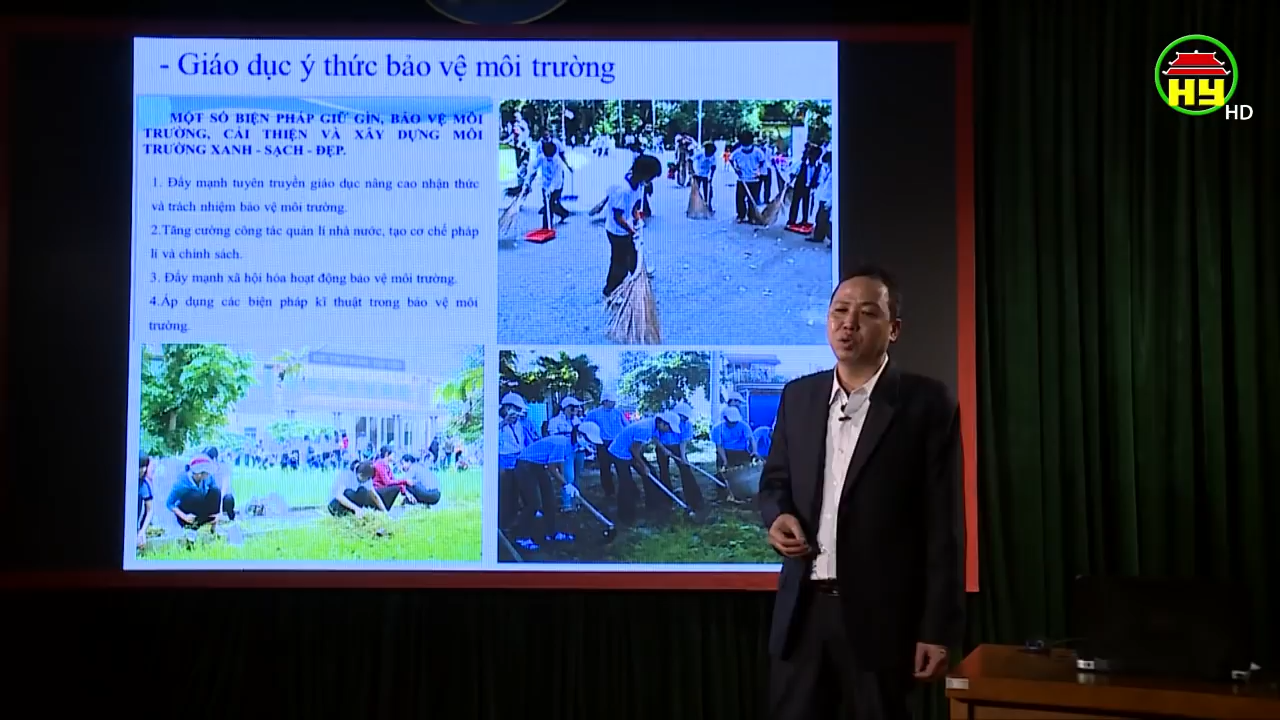 - Giáo dục ý thức bảo vệ môi trường
MỘT SỐ BIỆN PHÁP GIỮ GÌN, BẢO VỆ MÔI
TRƯỜNG, CẢI THIỆN VÀ XÂY DỰNG MÔI
TRƯỜNG XANH - SẠCH - ĐẸP.
1. Đẩy mạnh tuyên truyền giáo dục nâng cao nhận thức
và trách nhiệm bảo vệ môi trường.
2.Tăng cường công tác quản lí nhà nước, tạo cơ chế pháp
lí và chính sách.
3. Đẩy mạnh xã hội hóa hoạt động bảo vệ môi trường.
4.Áp dụng các biện pháp kĩ thuật trong bảo vệ môi
trường.
HY
HD